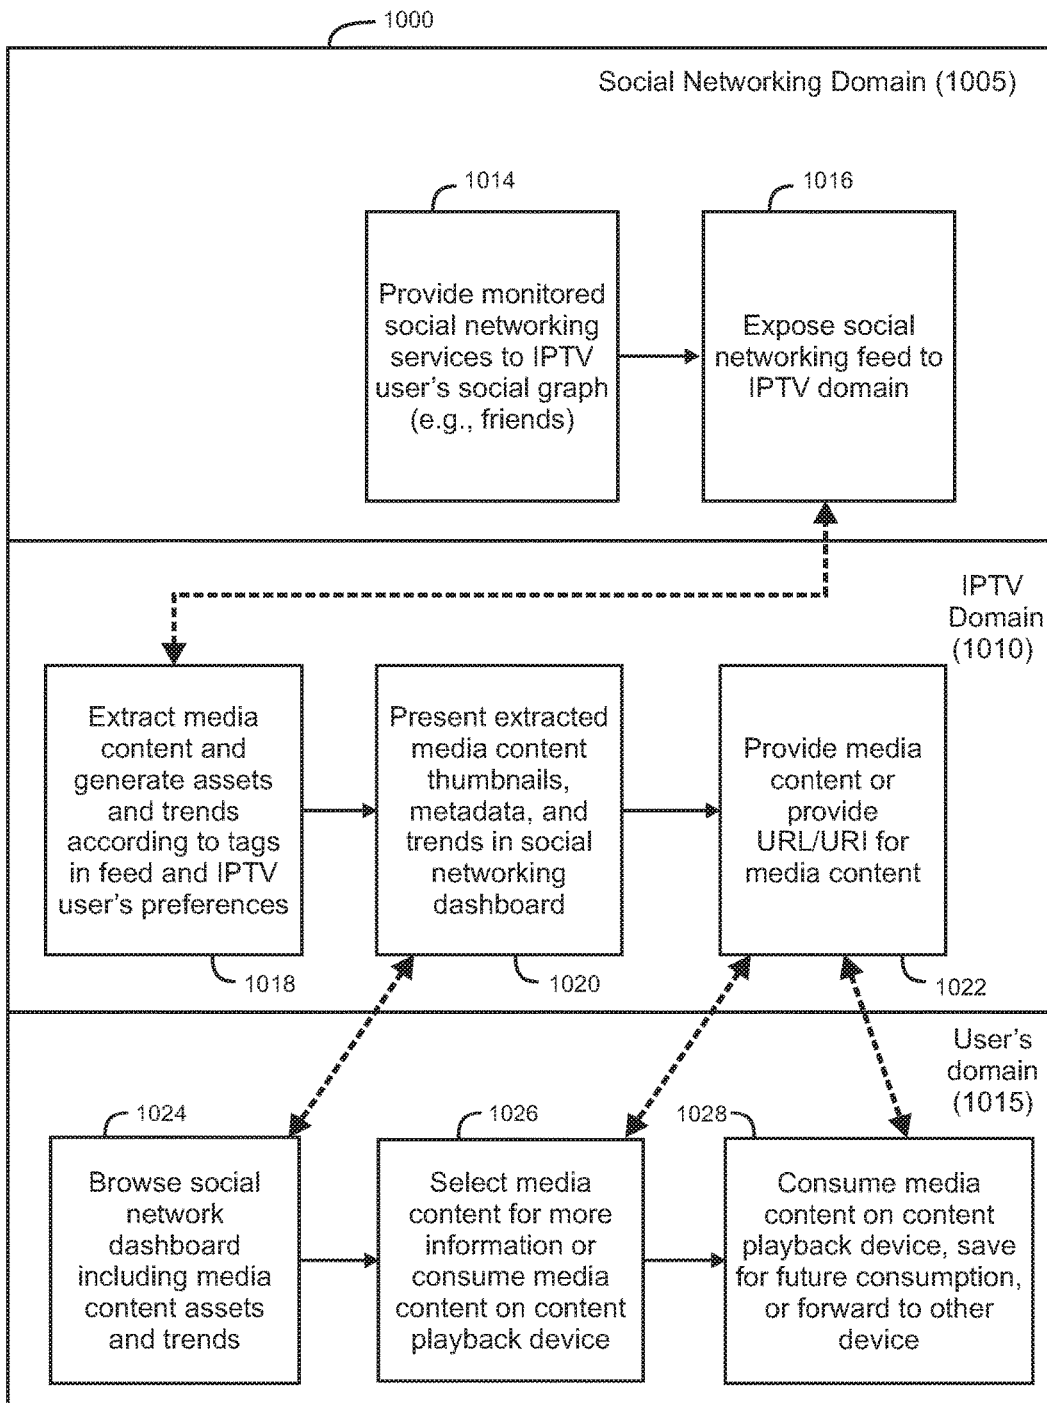 1000
Social Networking Domain (1005)
1014
Provide monitored
social networking
services to IPTV
user's social graph
(e.g., friends)
1016
Expose social
networking feed to
IPTV domain
IPTV
Domain
(1010)
Extract media
content and
generate assets
and trends
according to tags
in feed and IPTV
user's preferences
1018
Present extracted
media content
thumbnails,
metadata, and
trends in social
networking
dashboard
1020
Provide media
content or
provide
URL/URI for
media content
1022
User's
domain
(1015)
1024
Browse social
network
dashboard
including media
content assets
and trends
1026
Select media
content for more
information or
consume media
content on content
playback device
1028
Consume media
content on content
playback device, save
for future consumption,
or forward to other
device